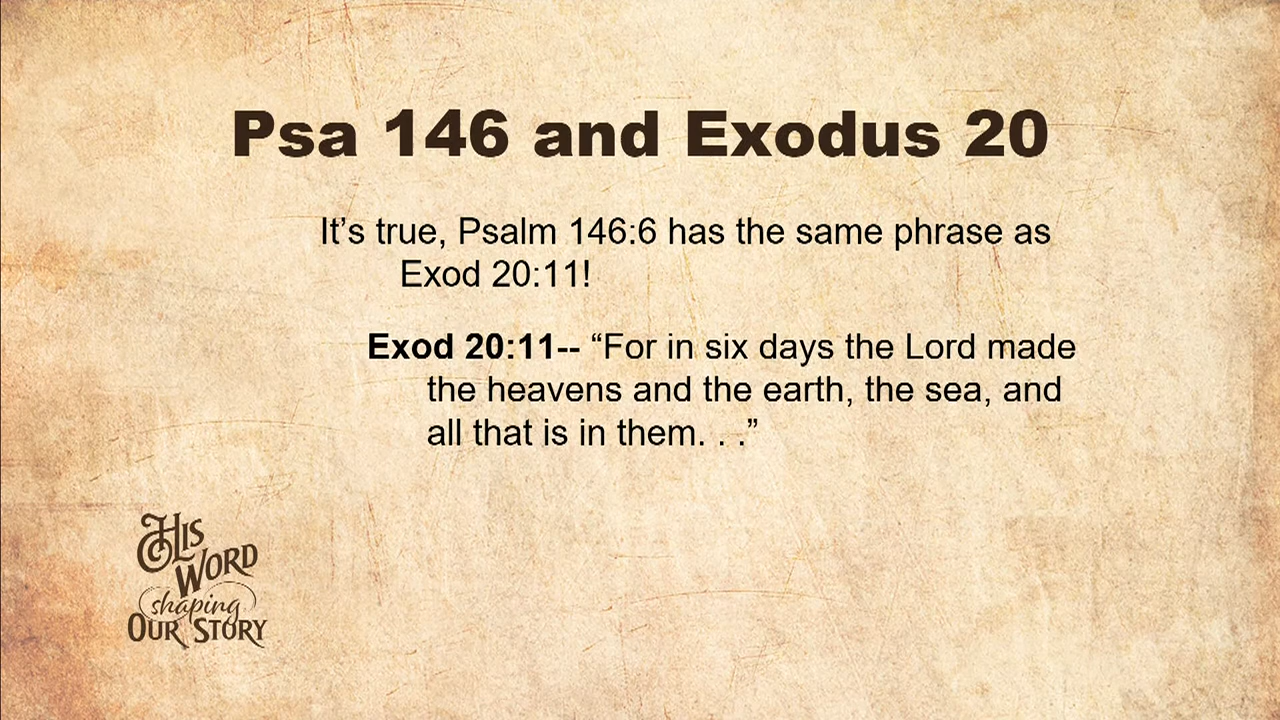 Psa 146 and Exodus 20
It’s true, Psalm 146:6 has the same phrase as
Exod 20:11!
Exod 20:11-- “For in six days the Lord made
the heavens and the earth, the sea, and
all that is in them. . .”
HIS
WORD
shaping
OUR STORY